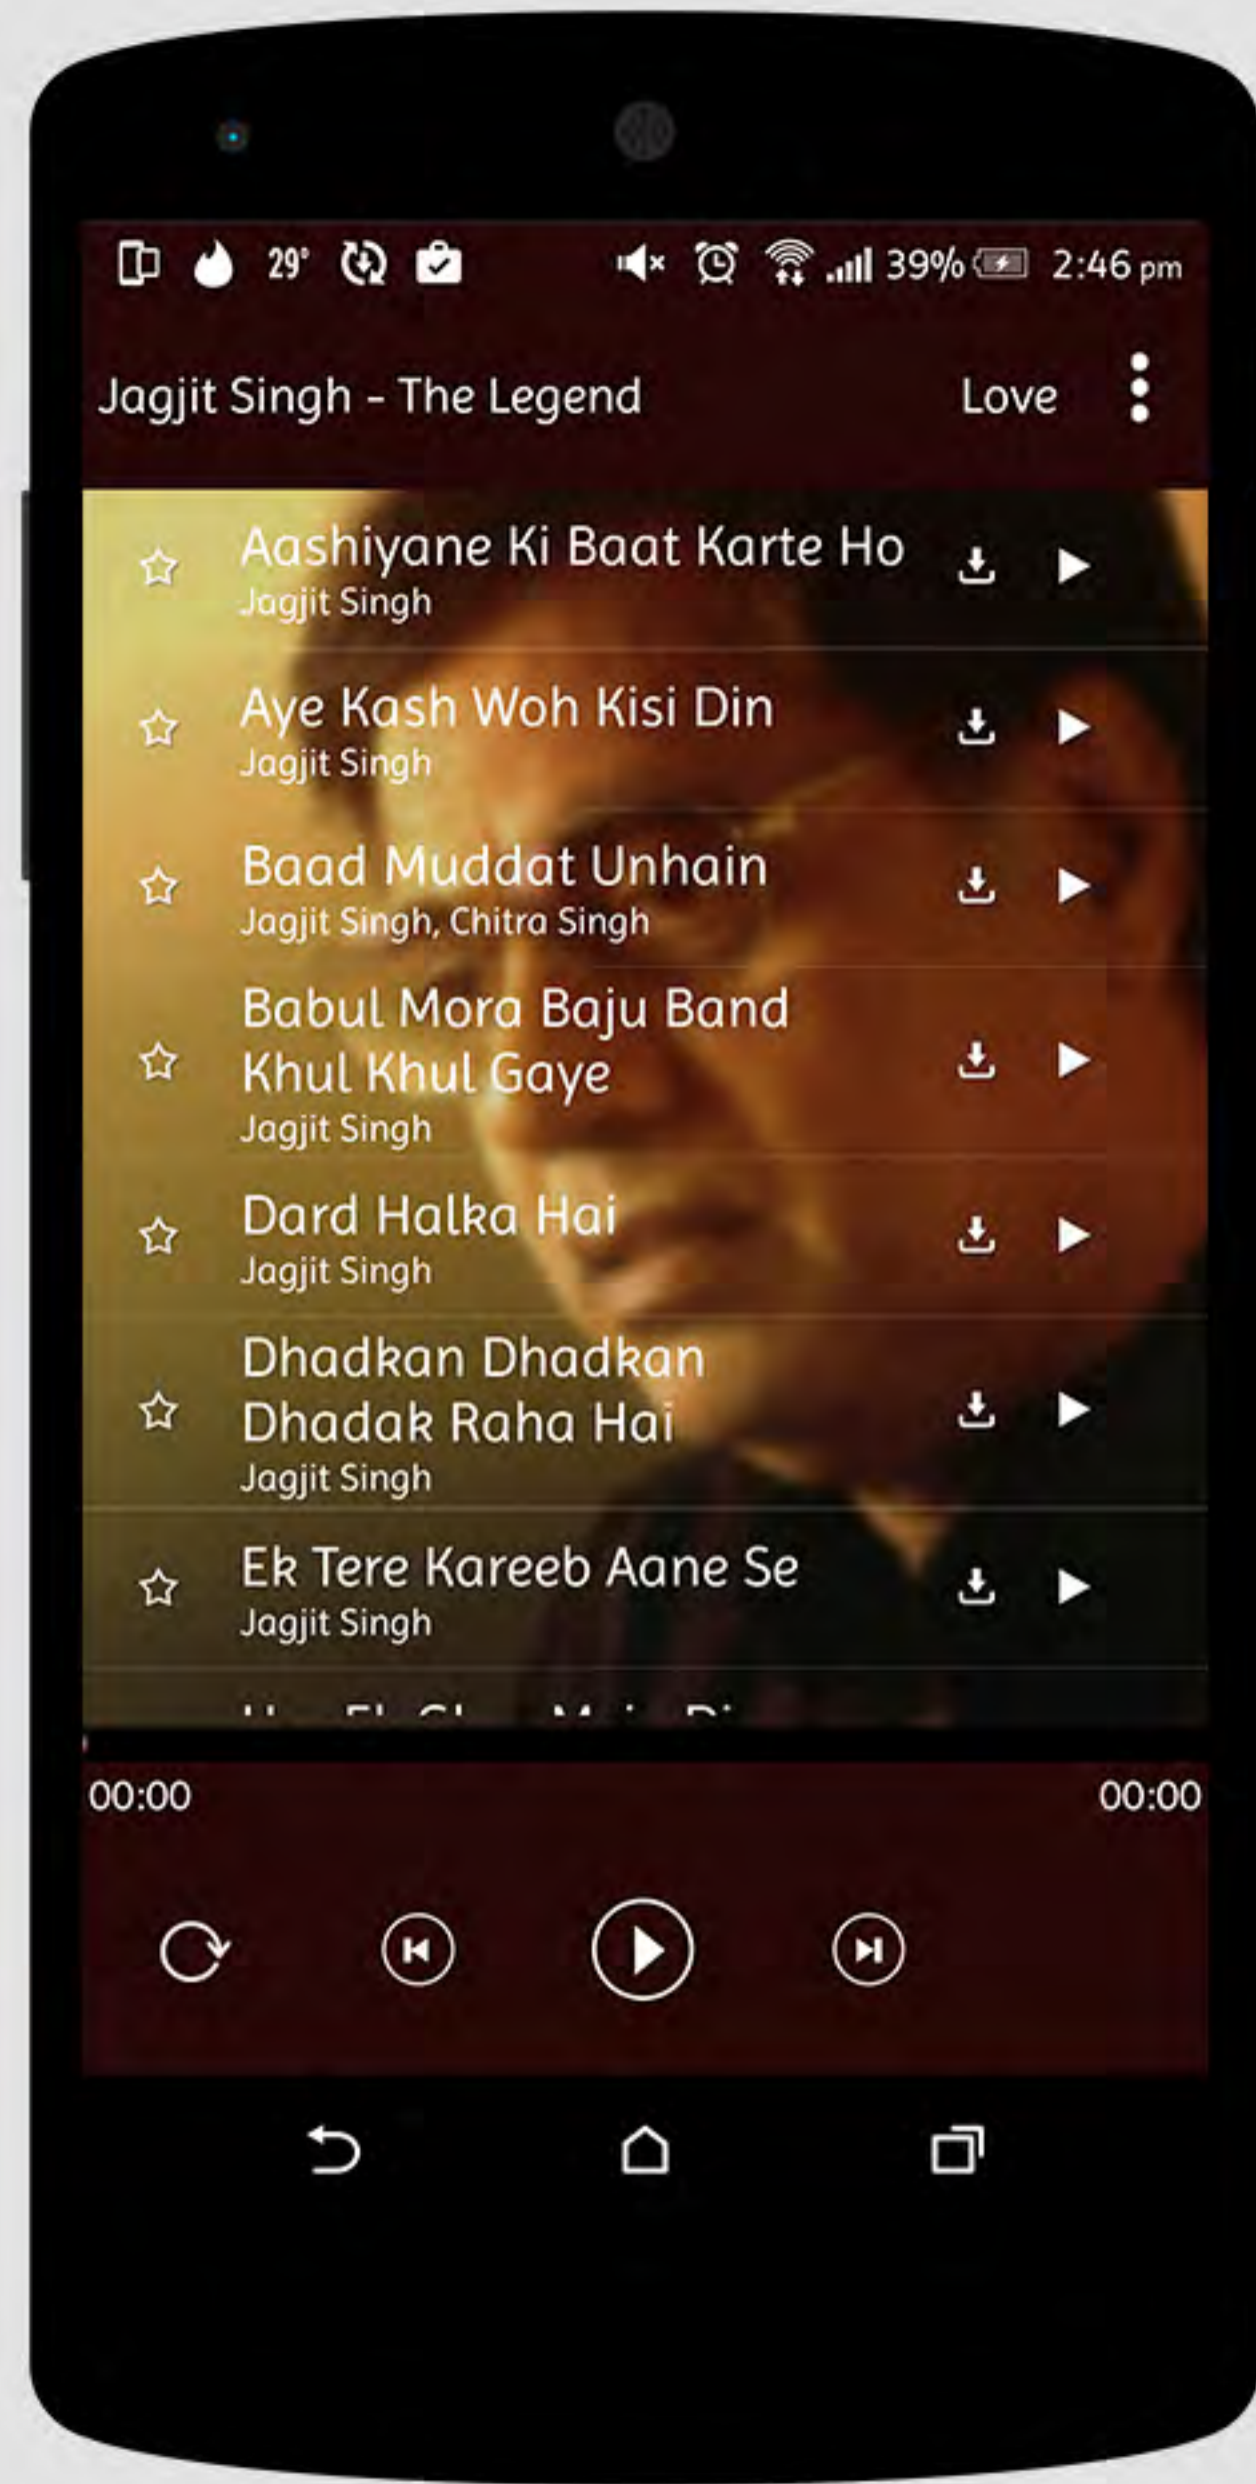 29° 39% 2:46 pm
Jagjit Singh - The Legend Love
Aashiyane Ki Baat Karte Ho
Jagjit Singh
Aye Kash Woh Kisi Din
Jagjit Singh
Baad Muddat Unhain
Jagjit Singh, Chitra Singh
Babul Mora Baju Band
Khul Khul Gaye
Jagjit Singh
Dard Halka Hai
Jagjit Singh
Dhadkan Dhadkan
Dhadak Raha Hai
Jagjit Singh
Ek Tere Kareeb Aane Se
Jagjit Singh
00:00 00:00